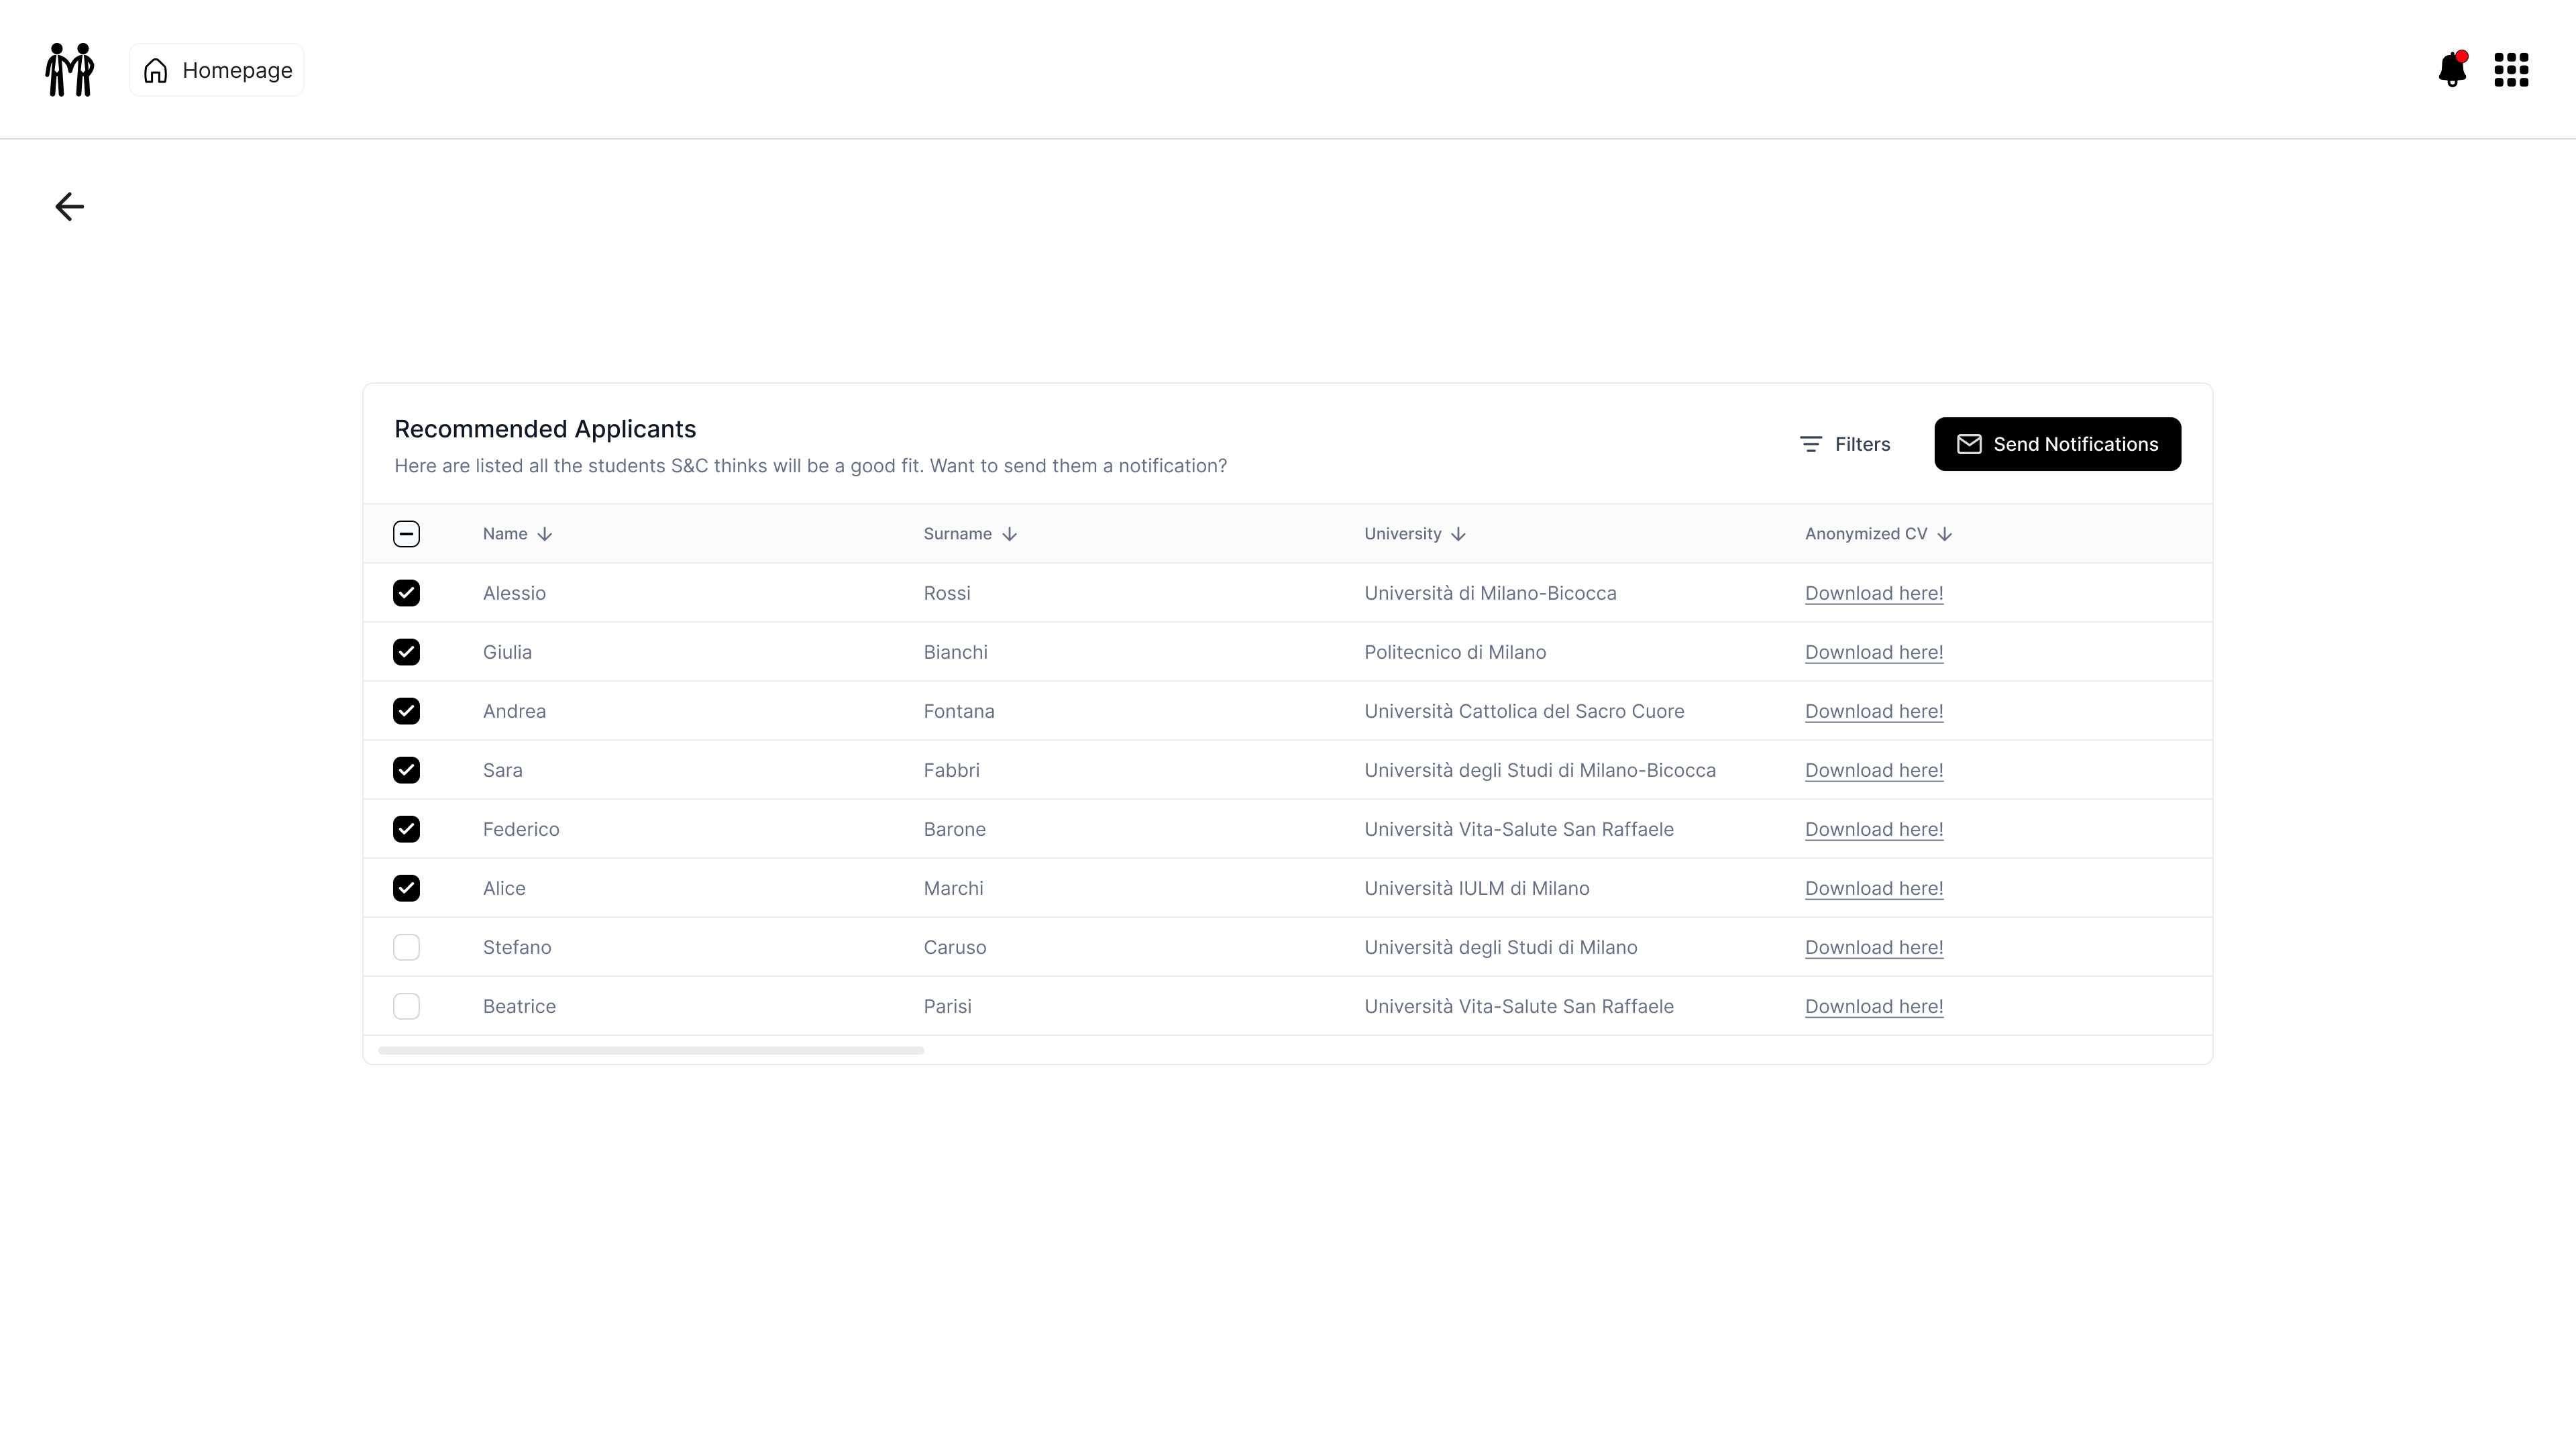 Homepage
Recommended Applicants
Here are listed all the students S&C thinks will be a good fit. Want to send them a notification?
Filters
Send Notifications
Name Surname University Anonymized CV
Alessio Rossi Università di Milano-Bicocca Download here!
Giulia Bianchi Politecnico di Milano Download here!
Andrea Fontana Università Cattolica del Sacro Cuore Download here!
Sara Fabbri Università degli Studi di Milano-Bicocca Download here!
Federico Barone Università Vita-Salute San Raffaele Download here!
Alice Marchi Università IULM di Milano Download here!
Stefano Caruso Università degli Studi di Milano Download here!
Beatrice Parisi Università Vita-Salute San Raffaele Download here!